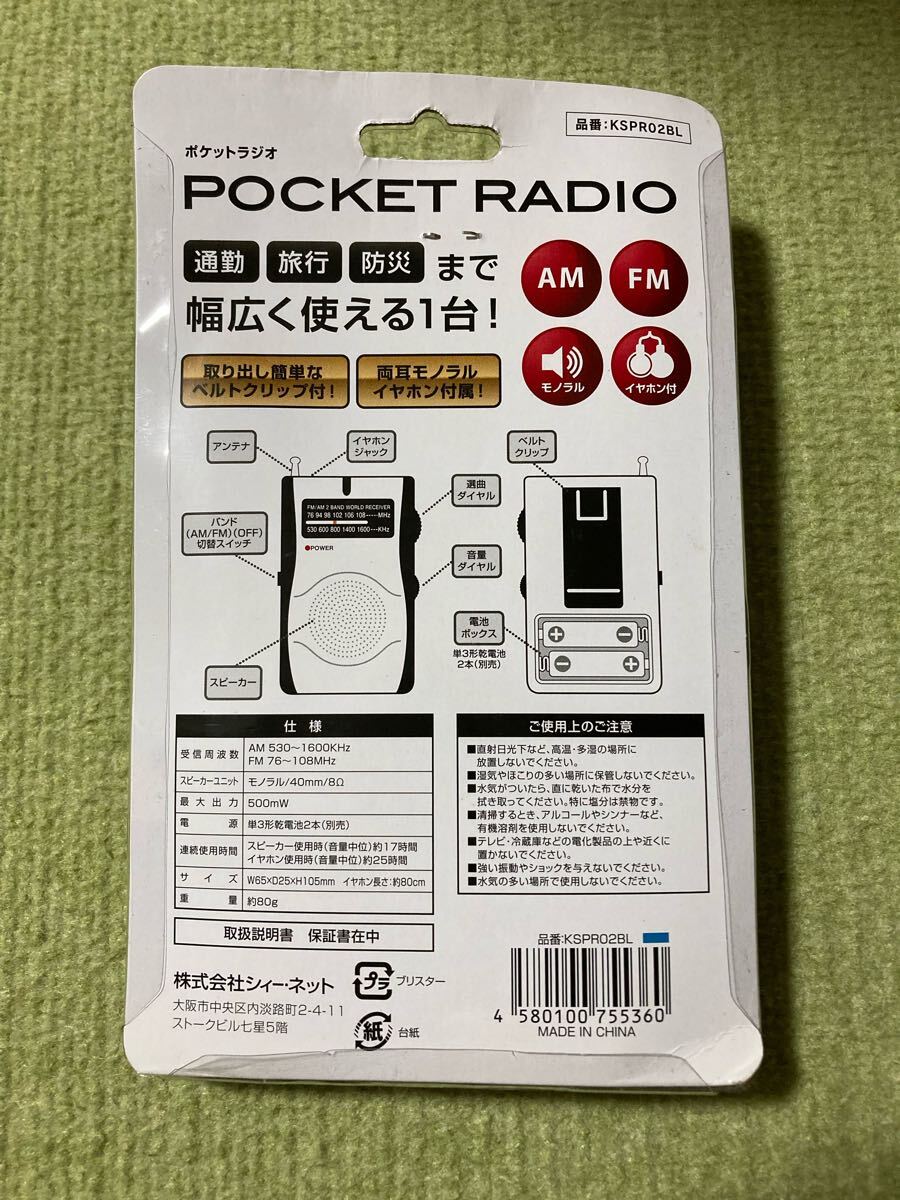 品番:KSPR02BL
ポケットラジオ
POCKET RADIO
通勤 旅行 防災 まで
幅広く使える1台!
AM
FM
モノラル
イヤホン付
取り出し簡単な
ベルトクリップ付!
両耳モノラル
イヤホン付属!
アンテナ
イヤホン
ジャック
バンド
(AM/FM)(OFF)
切替スイッチ
選曲
ダイヤル
音量
ダイヤル
スピーカー
FM/AM 2 BAND WORLD RECEIVER
76 94 98 102 106 108-----MHz
530 600 800 1400 1600---KHz
POWER
ベルト
クリップ
電池
ボックス
単3形乾電池
2本(別売)
仕様
受信周波数 AM 530~1600KHz
FM 76~108MHz
スピーカーユニット モノラル/40mm/8Ω
最大出力 500mW
電源 単3形乾電池2本(別売)
連続使用時間 スピーカー使用時(音量中位)約17時間
イヤホン使用時(音量中位)約25時間
サイズ W65×D25×H105mm イヤホン長さ:約80cm
重量 約80g
取扱説明書 保証書在中
ご使用上のご注意
■直射日光下など、高温・多湿の場所に
放置しないでください。
■湿気やほこりの多い場所に保管しないでください。
■水気がついたら、直に乾いた布で水分を
拭き取ってください。特に塩分は禁物です。
■清掃するとき、アルコールやシンナーなど、
有機溶剤を使用しないでください。
■テレビ・冷蔵庫などの電化製品の上や近くに
置かないでください。
■強い振動やショックを与えないでください。
■水気の多い場所で使用しないでください。
株式会社シィー・ネット
大阪市中央区内淡路町2-4-11
ストークビル七星5階
プラ ブリスター
紙 台紙
品番:KSPR02BL
4 580100 755360
MADE IN CHINA